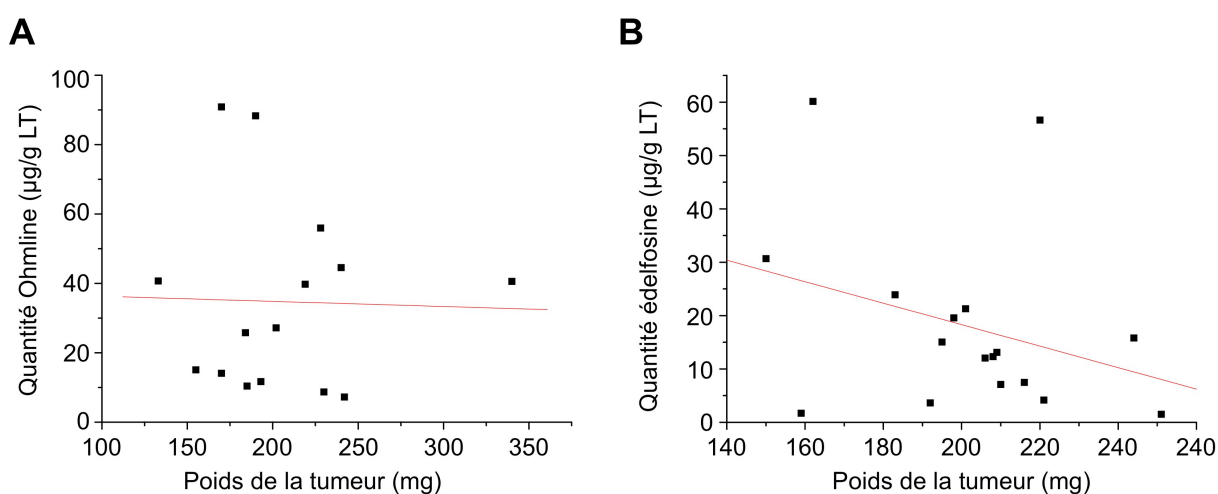 A
Quantité Ohmline (µg/g LT)
100
80
60
40
20
0
100 150 200 250 300 350
Poids de la tumeur (mg)
B
Quantité édelfosine (µg/g LT)
60
50
40
30
20
10
0
140 160 180 200 220 240 240
Poids de la tumeur (mg)